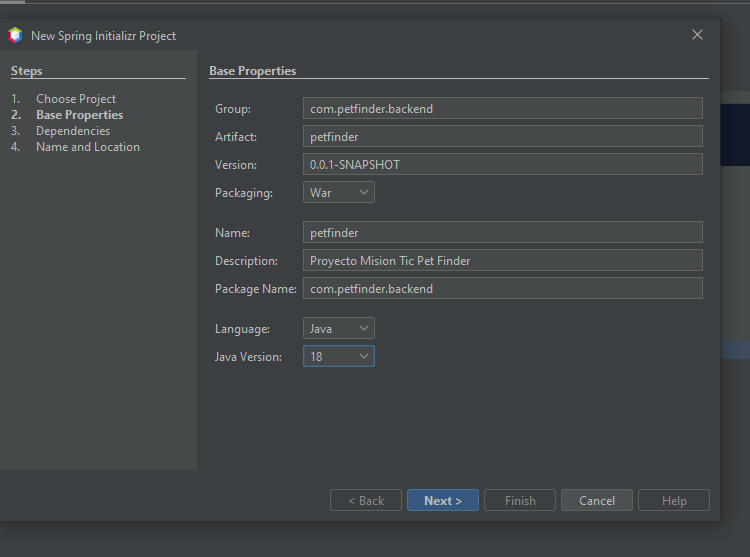 New Spring Initializr Project
Steps
1. Choose Project
2. Base Properties
3. Dependencies
4. Name and Location
Base Properties
Group: com.petfinder.backend
Artifact: petfinder
Version: 0.0.1-SNAPSHOT
Packaging: War
Name: petfinder
Description: Proyecto Mision Tic Pet Finder
Package Name: com.petfinder.backend
Language: Java
Java Version: 18
< Back Next > Finish Cancel Help